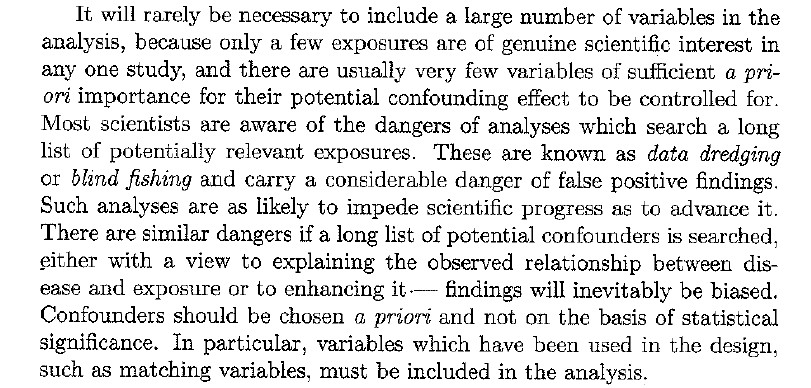 It will rarely be necessary to include a large number of variables in the
analysis, because only a few exposures are of genuine scientific interest in
any one study, and there are usually very few variables of sufficient a pri-
ori importance for their potential confounding effect to be controlled for.
Most scientists are aware of the dangers of analyses which search a long
list of potentially relevant exposures. These are known as data dredging
or blind fishing and carry a considerable danger of false positive findings.
Such analyses are as likely to impede scientific progress as to advance it.
There are similar dangers if a long list of potential confounders is searched,
either with a view to explaining the observed relationship between dis-
ease and exposure or to enhancing it — findings will inevitably be biased.
Confounders should be chosen a priori and not on the basis of statistical
significance. In particular, variables which have been used in the design,
such as matching variables, must be included in the analysis.